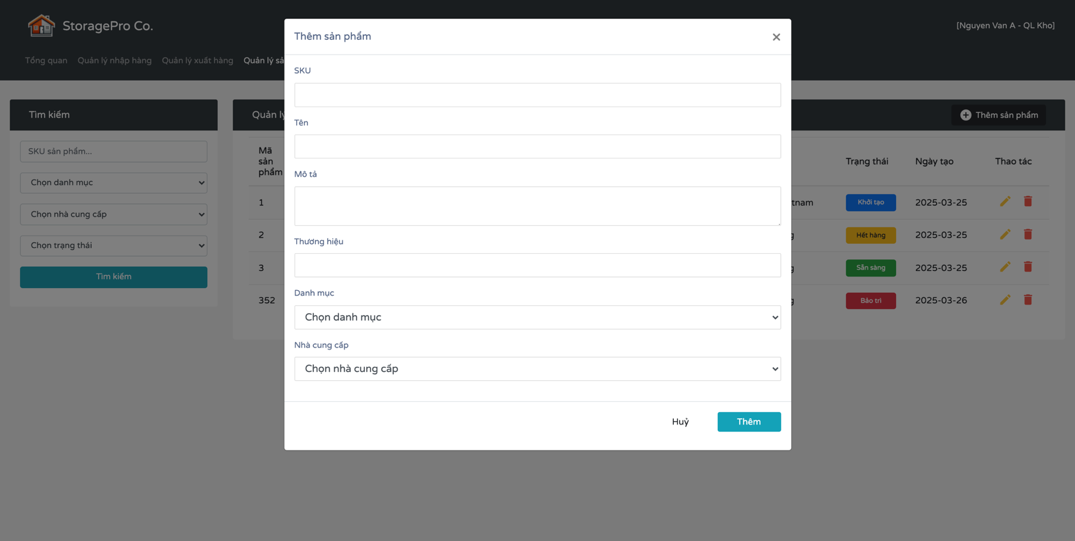 StoragePro Co.
[Nguyen Van A - QL Kho]
Tổng quan
Quản lý nhập hàng
Quản lý xuất hàng
Quản lý
Thêm sản phẩm
×
SKU
Tên
Mô tả
Thương hiệu
Danh mục
Chọn danh mục
Nhà cung cấp
Chọn nhà cung cấp
Huỷ
Thêm
Tìm kiếm
SKU sản phẩm...
Chọn danh mục
Chọn nhà cung cấp
Chọn trạng thái
Tìm kiếm
Quản lý
Thêm sản phẩm
Mã
sản
phẩm
Trạng thái
Ngày tạo
Thao tác
1
Khởi tạo
2025-03-25
2
Hết hàng
2025-03-25
3
Sẵn sàng
2025-03-25
352
Bảo trì
2025-03-26